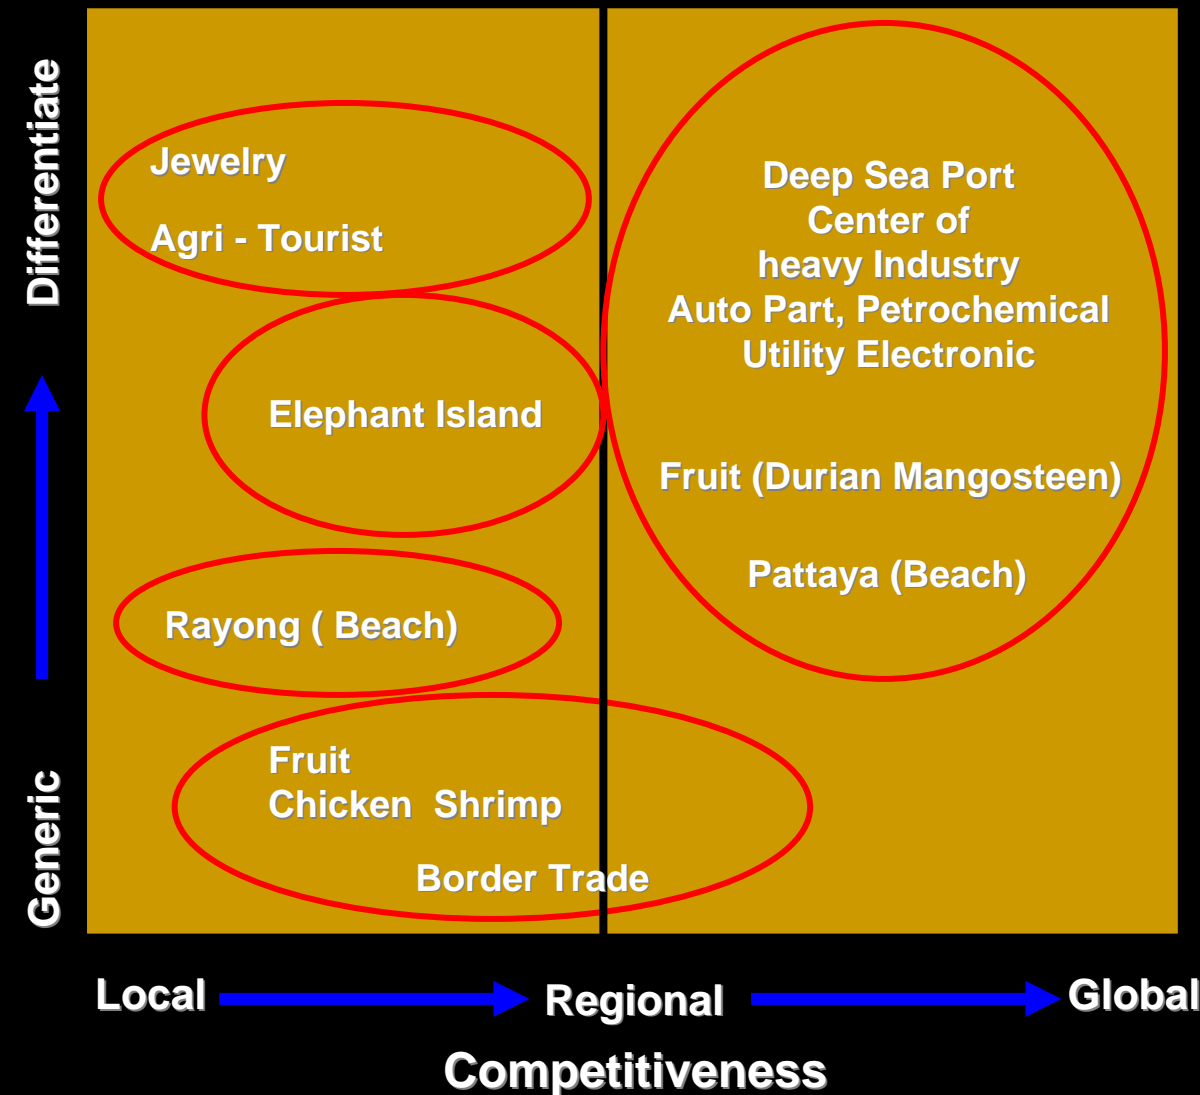 Differentiate
Generic
Jewelry
Agri - Tourist
Elephant Island
Rayong ( Beach)
Fruit
Chicken  Shrimp
Border Trade
Deep Sea Port
Center of
heavy Industry
Auto Part, Petrochemical
Utility Electronic
Fruit (Durian Mangosteen)
Pattaya (Beach)
Local
Regional
Global
Competitiveness